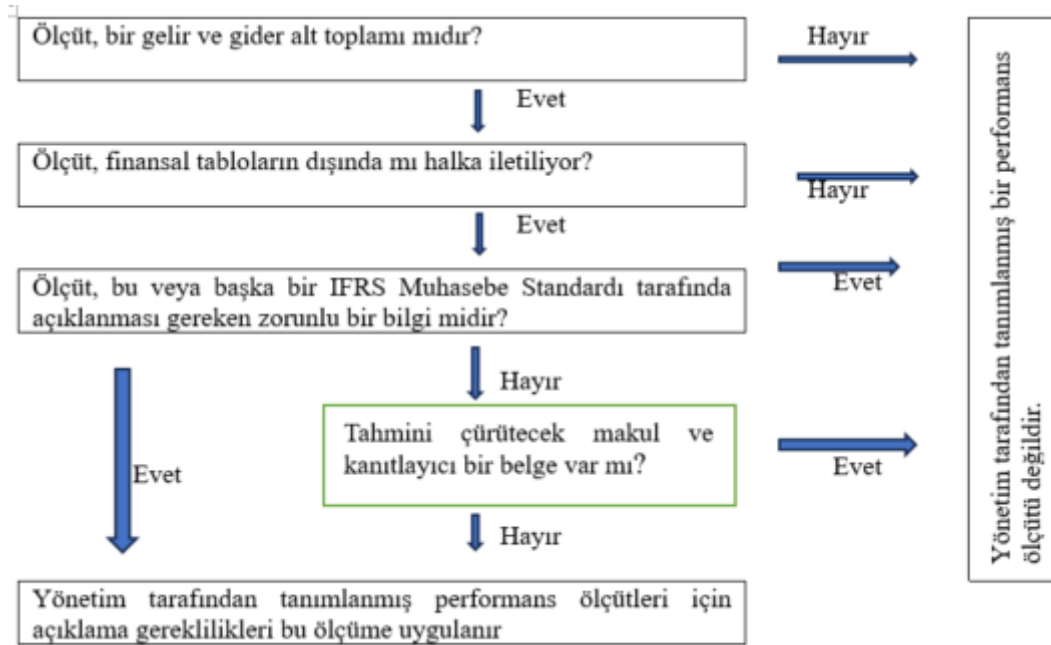 Ölçüt, bir gelir ve gider alt toplamı mıdır?
Hayır
Evet
Ölçüt, finansal tabloların dışında mı halka iletiliyor?
Hayır
Evet
Ölçüt, bu veya başka bir IFRS Muhasebe Standardı tarafında
açıklanması gereken zorunlu bir bilgi midir?
Evet
Hayır
Tahmini çürütecek makul ve
kanıtlayıcı bir belge var mı?
Evet
Evet
Hayır
Yönetim tarafından tanımlanmış performans ölçütleri için
açıklama gereklilikleri bu ölçüme uygulanır
Yönetim tarafından tanımlanmış bir performans
ölçütü değildir.